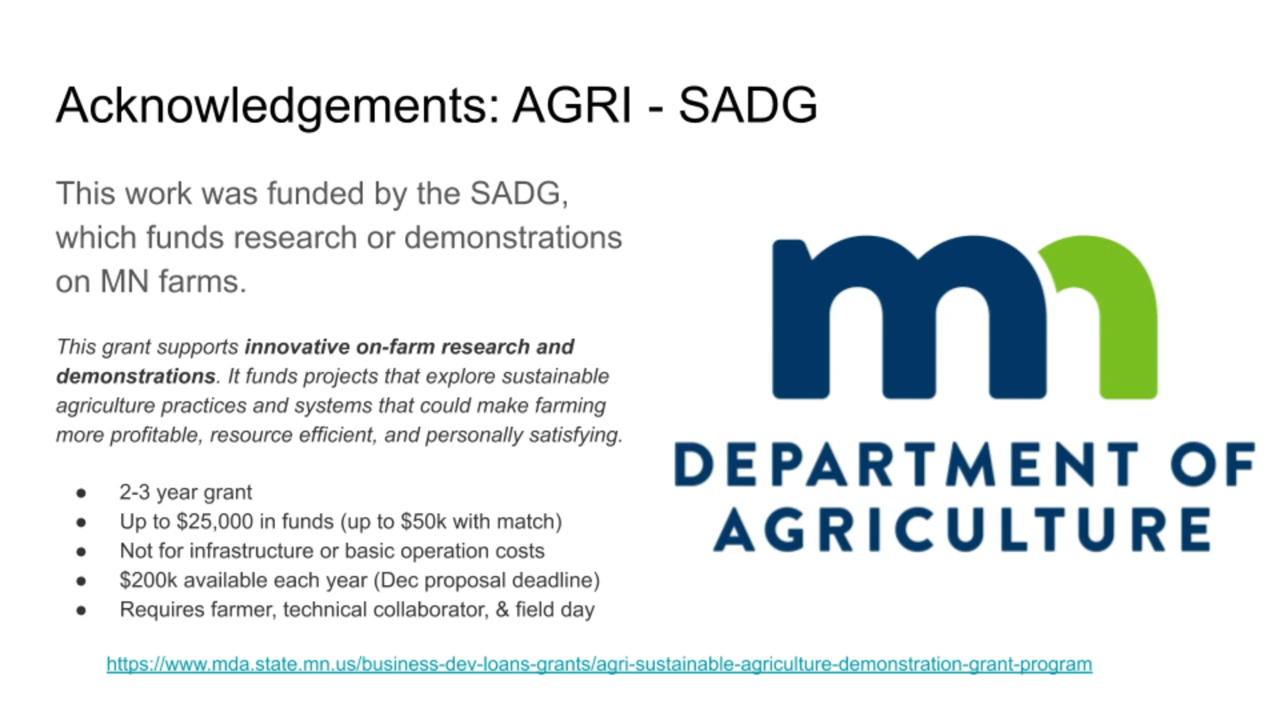 Acknowledgements: AGRI - SADG
This work was funded by the SADG,
which funds research or demonstrations
on MN farms.
This grant supports innovative on-farm research and
demonstrations. It funds projects that explore sustainable
agriculture practices and systems that could make farming
more profitable, resource efficient, and personally satisfying.
● 2-3 year grant
● Up to $25,000 in funds (up to $50k with match)
● Not for infrastructure or basic operation costs
● $200k available each year (Dec proposal deadline)
● Requires farmer, technical collaborator, & field day
mn
DEPARTMENT OF
AGRICULTURE
https://www.mda.state.mn.us/business-dev-loans-grants/agri-sustainable-agriculture-demonstration-grant-program